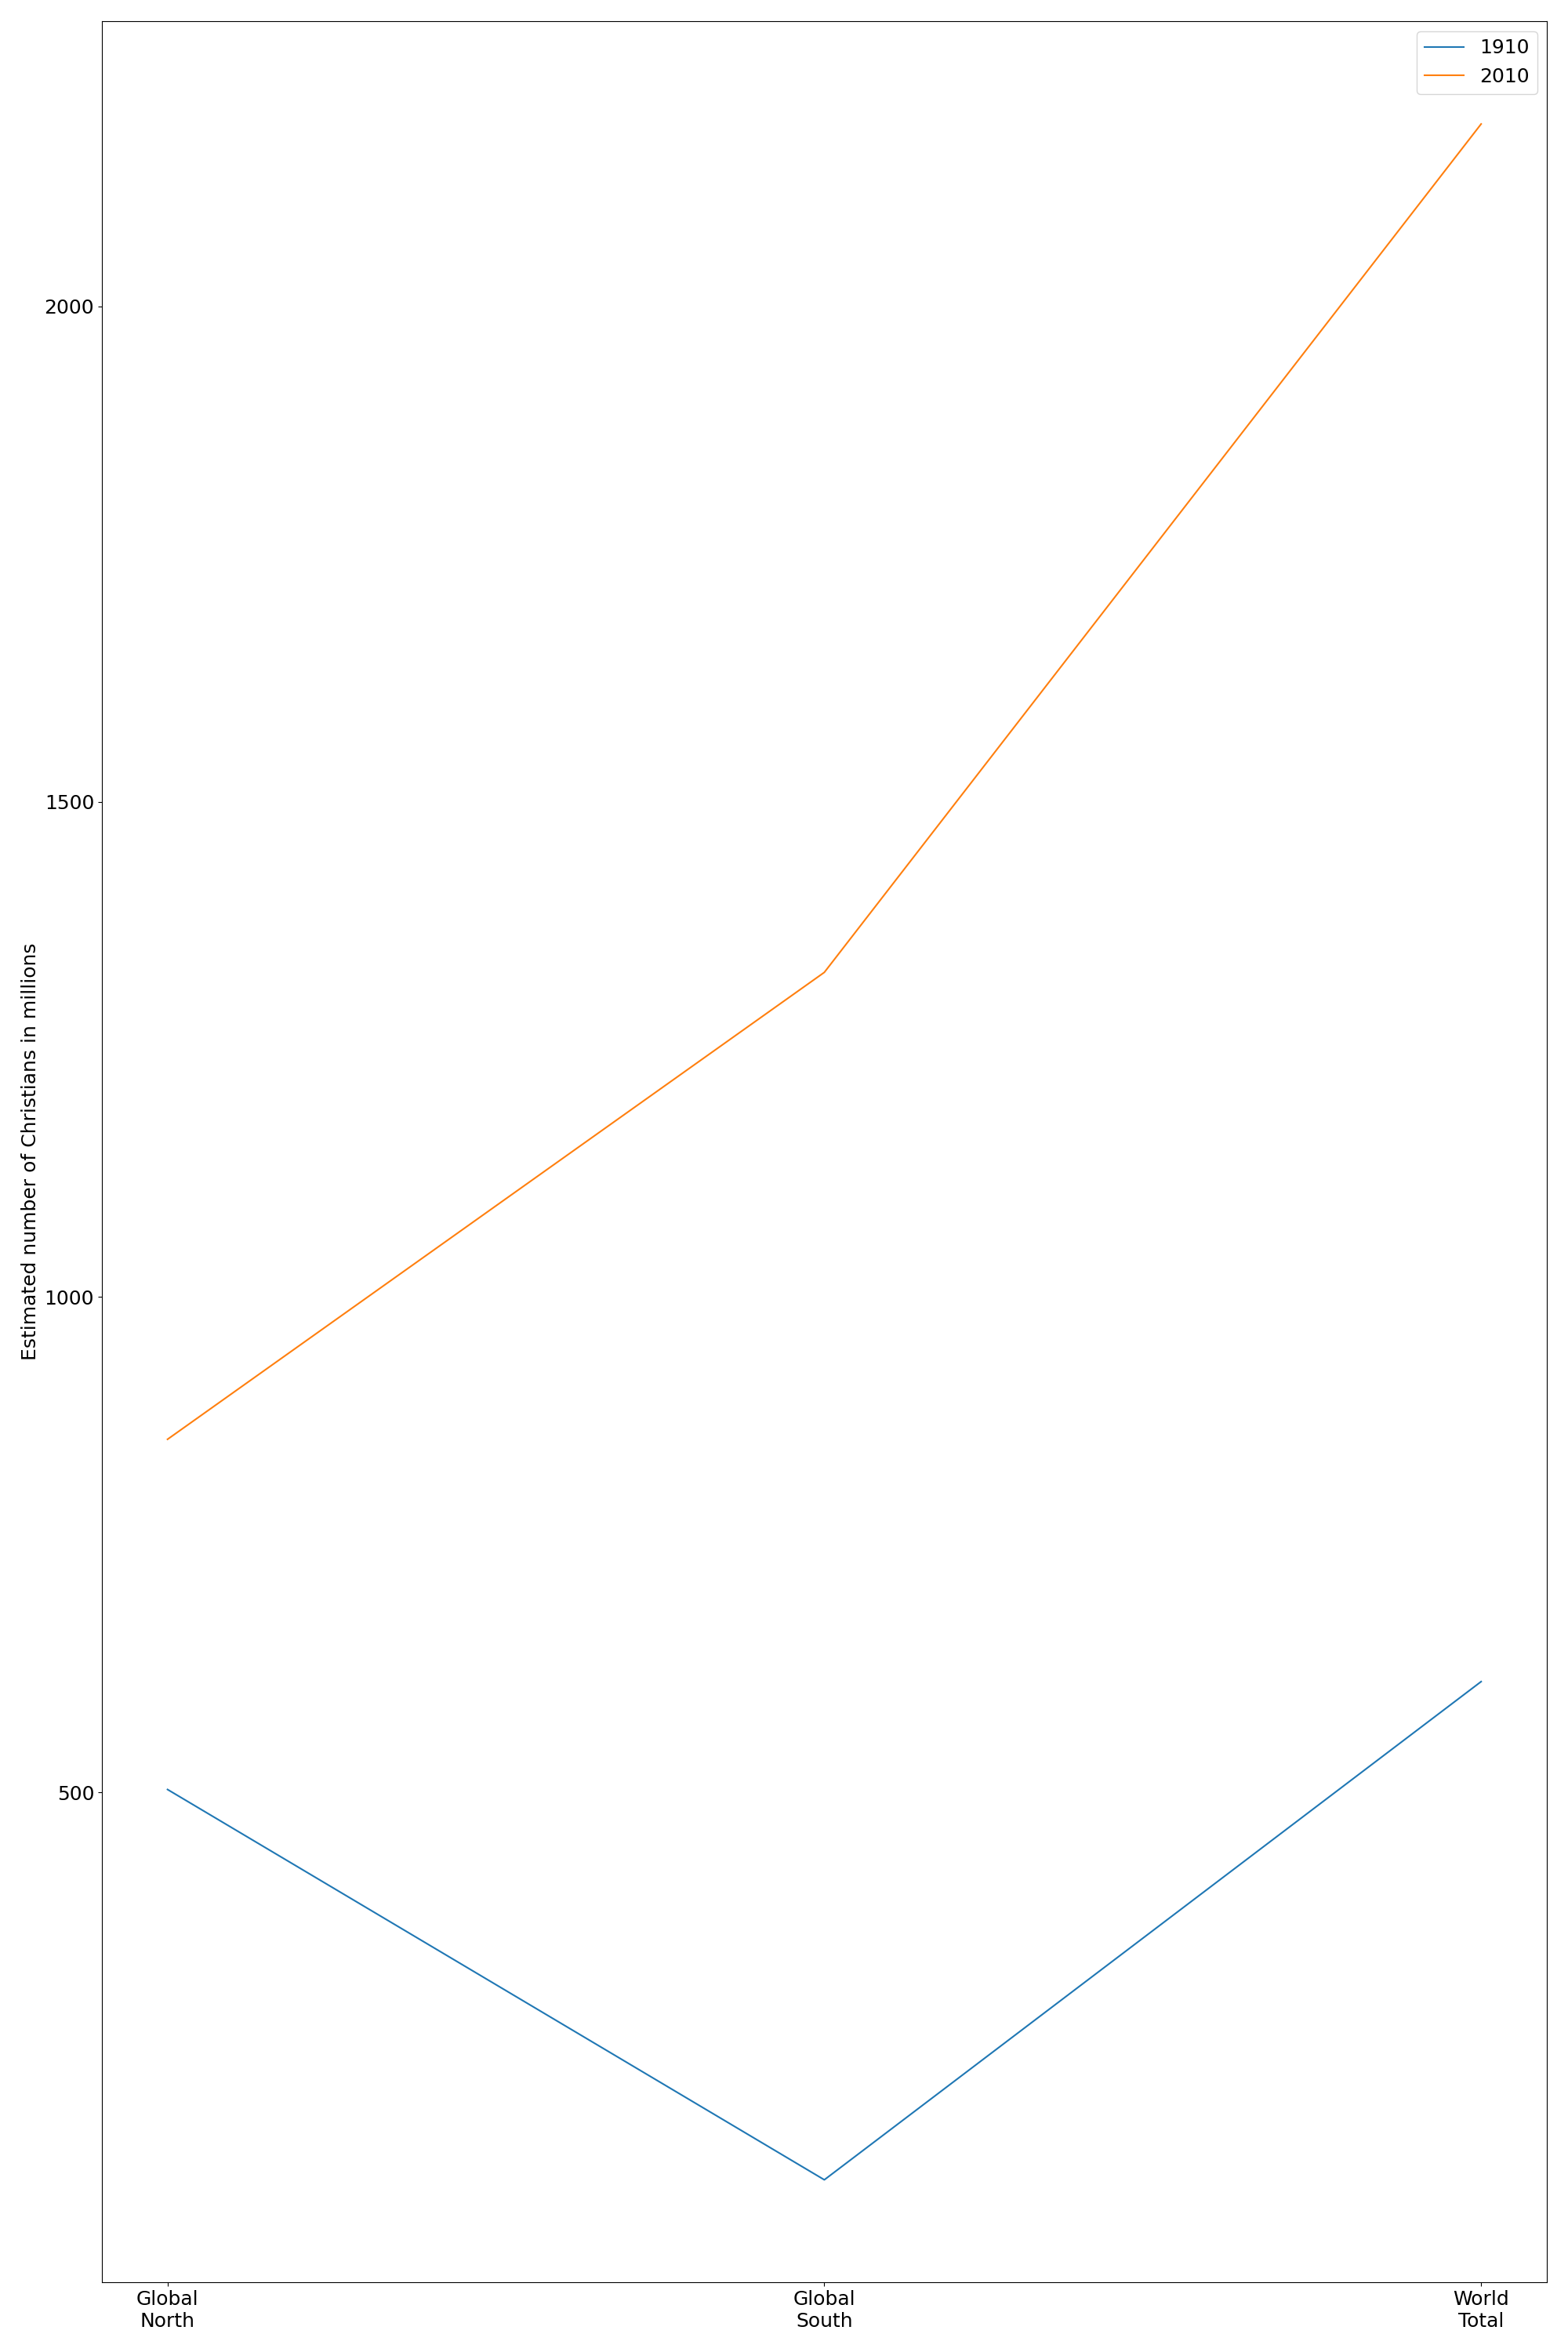 1910
2010
2000
1500
1000
500
Estimated number of Christians in millions
Global
North
Global
South
World
Total